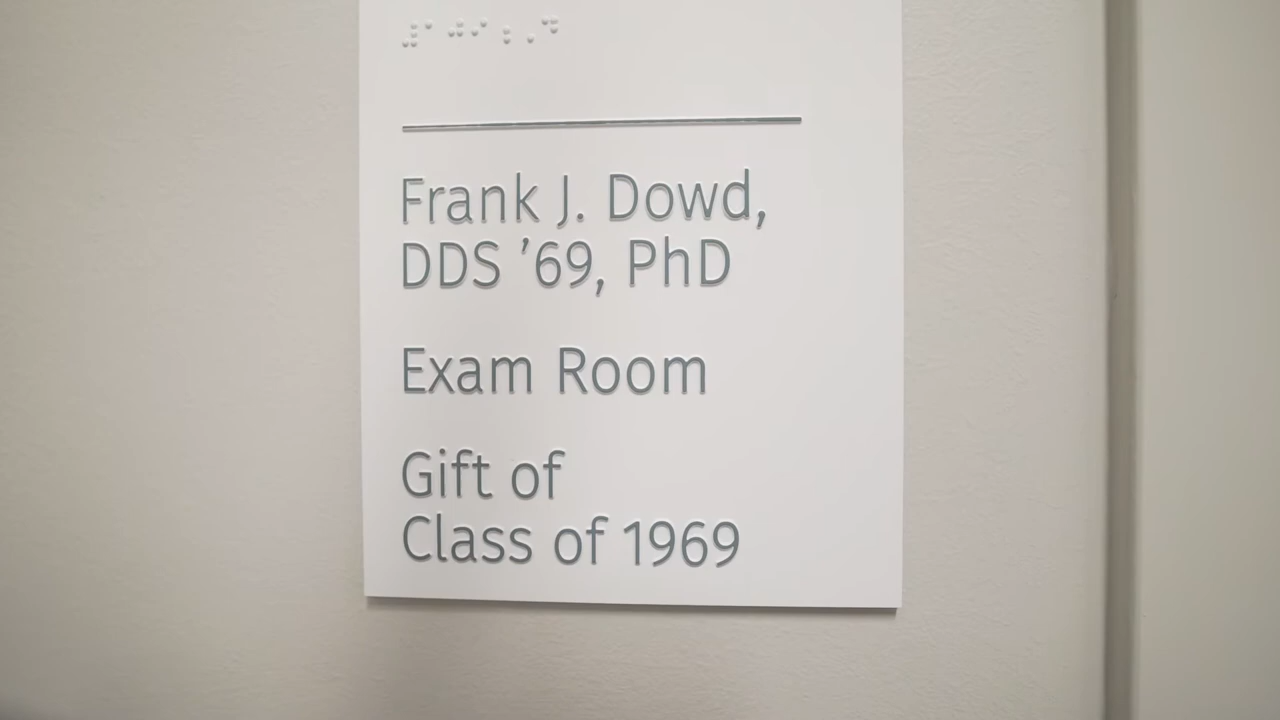 Frank J. Dowd,
DDS ’69, PhD
Exam Room
Gift of
Class of 1969